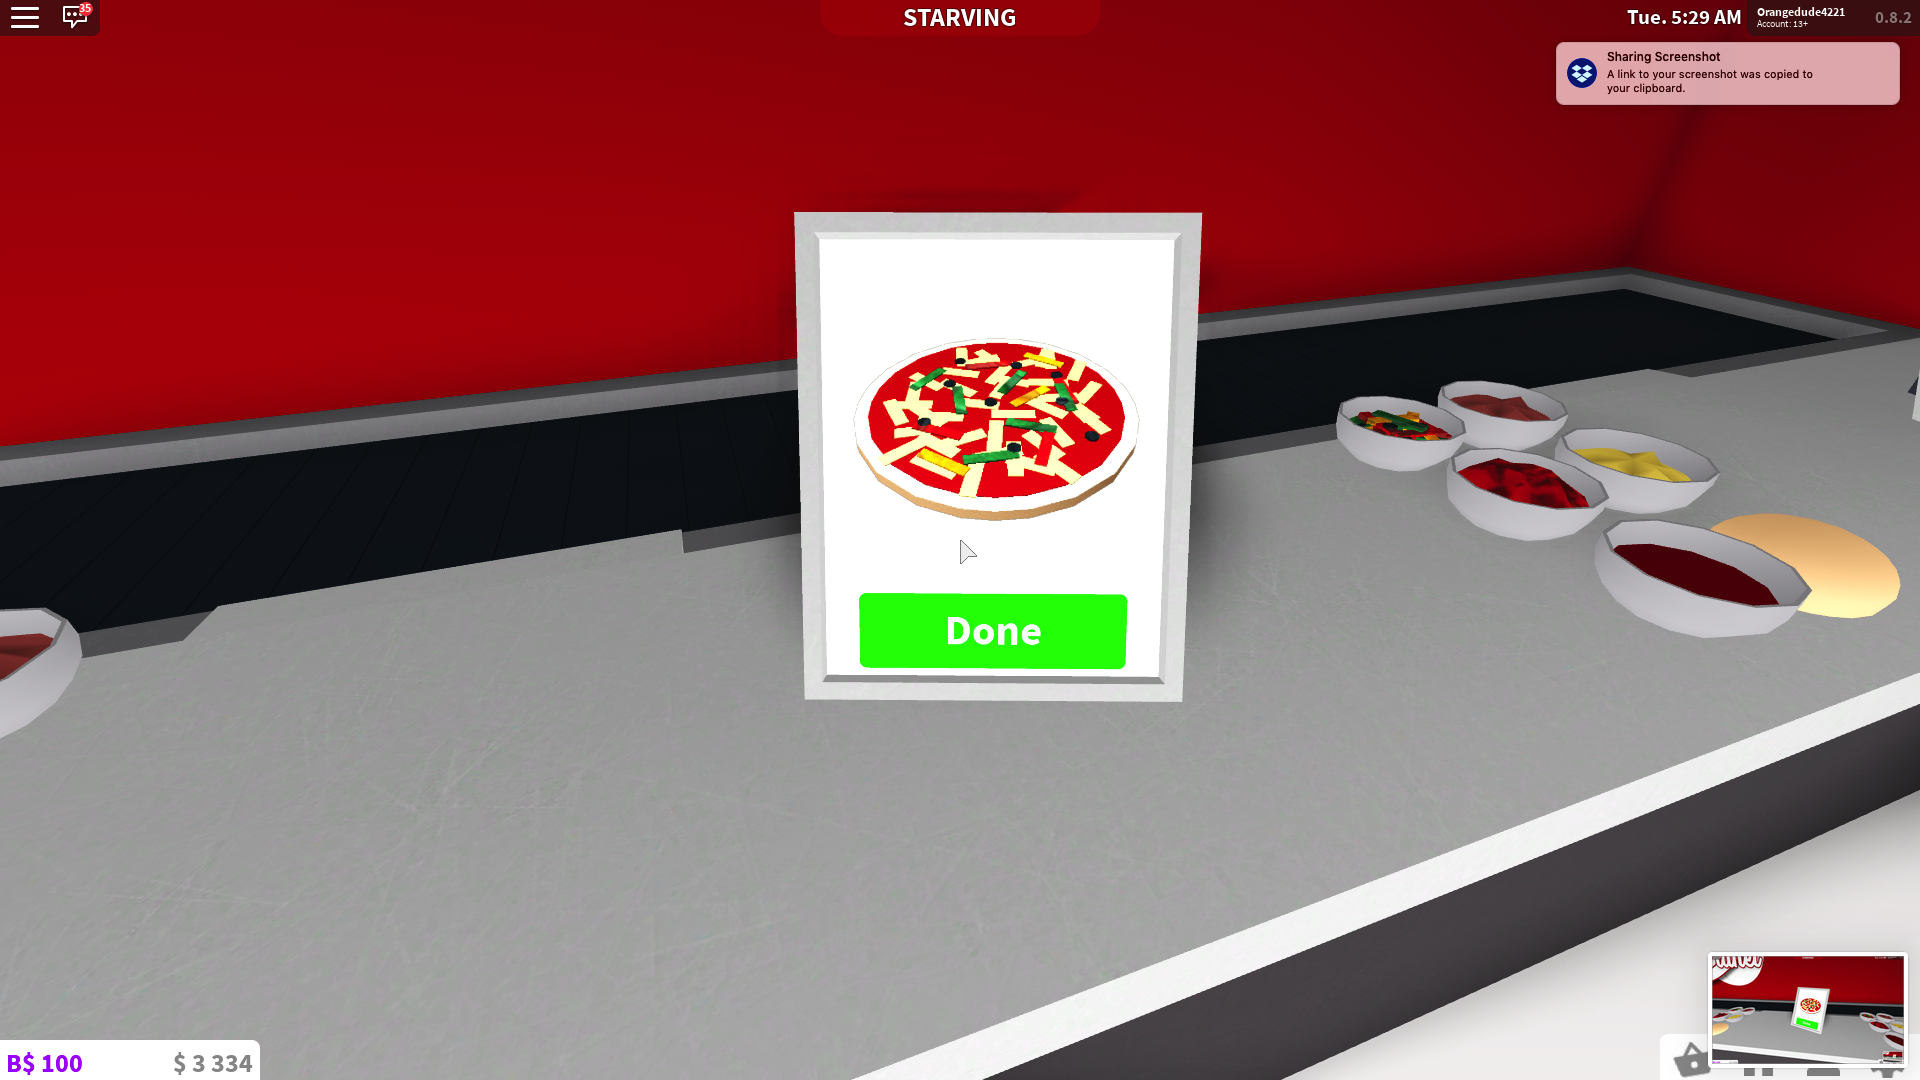 35
STARVING
Tue. 5:29 AM
Orangedude4221
Account: 13+
0.8.2
Sharing Screenshot
A link to your screenshot was copied to
your clipboard.
Done
B$ 100
$ 3 334